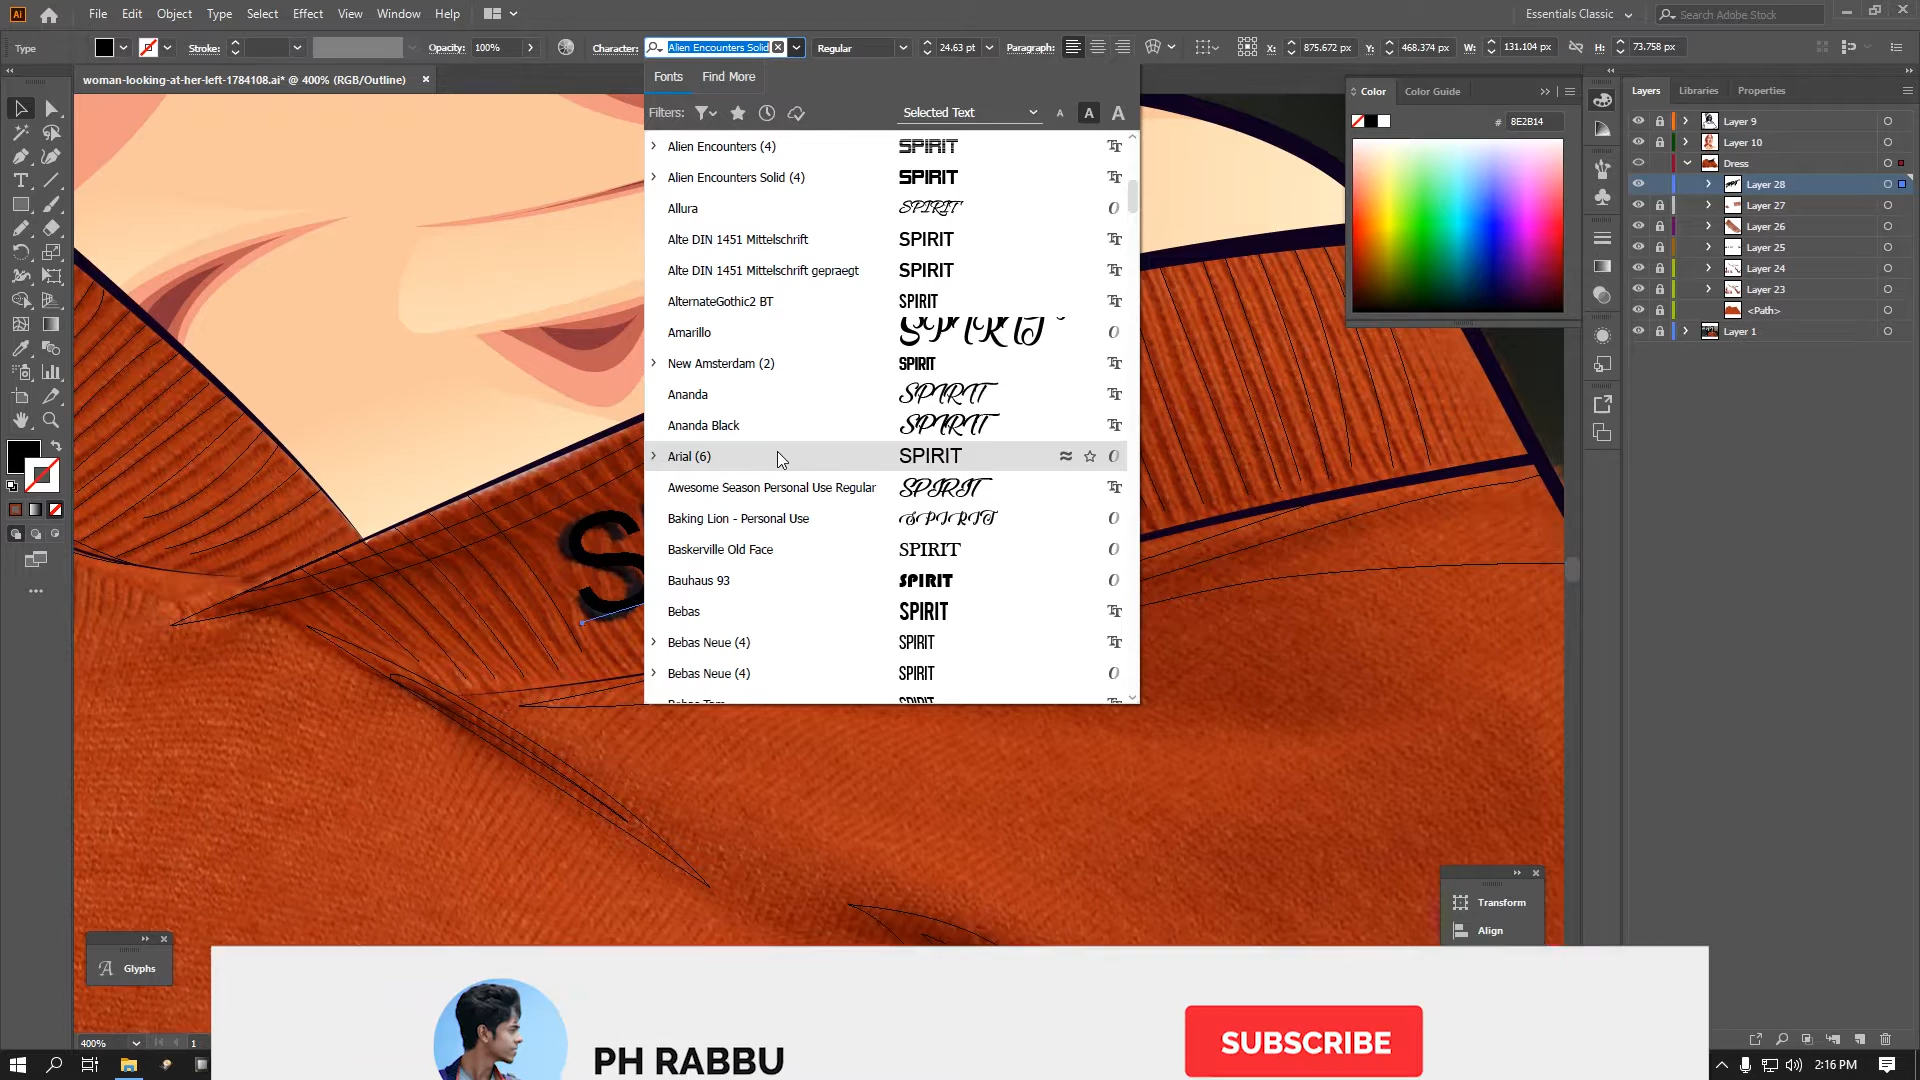 Ai File Edit Object Type Select Effect View Window Help Essentials Classic Search Adobe Stock
Type Stroke: Opacity: 100% Character: Alien Encounters Solid Regular 24.63 pt Paragraph: X: 875.672 px Y: 468.374 px W: 131.104 px H: 73.758 px
woman-looking-at-her-left-1784108.ai* @ 400% (RGB/Outline)
Fonts Find More
Filters: Selected Text A A A
Alien Encounters (4) SPIRIT
Alien Encounters Solid (4) SPIRIT
Allura SPIRIT
Alte DIN 1451 Mittelschrift SPIRIT
Alte DIN 1451 Mittelschrift gepraegt SPIRIT
AlternateGothic2 BT SPIRIT
Amarillo SPIRIT
New Amsterdam (2) SPIRIT
Ananda SPIRIT
Ananda Black SPIRIT
Arial (6) SPIRIT
Awesome Season Personal Use Regular SPIRIT
Baking Lion - Personal Use SPIRIT
Baskerville Old Face SPIRIT
Bauhaus 93 SPIRIT
Bebas SPIRIT
Bebas Neue (4) SPIRIT
Bebas Neue (4) SPIRIT
S
Color Color Guide
# 8E2B14
Layers Libraries Properties
Layer 9
Layer 10
Dress
Layer 28
Layer 27
Layer 26
Layer 25
Layer 24
Layer 23
<Path>
Layer 1
Transform
Align
Glyphs
400% 1
PH RABBU
SUBSCRIBE
2:16 PM